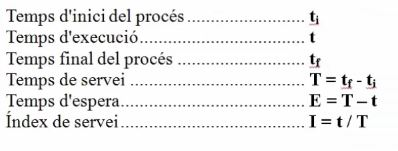 Temps d'inici del procés .......................... ti
Temps d'execució..................................... t
Temps final del procés ............................ tf
Temps de servei ....................................... T = tf - ti
Temps d'espera......................................... E = T – t
Índex de servei......................................... I = t / T